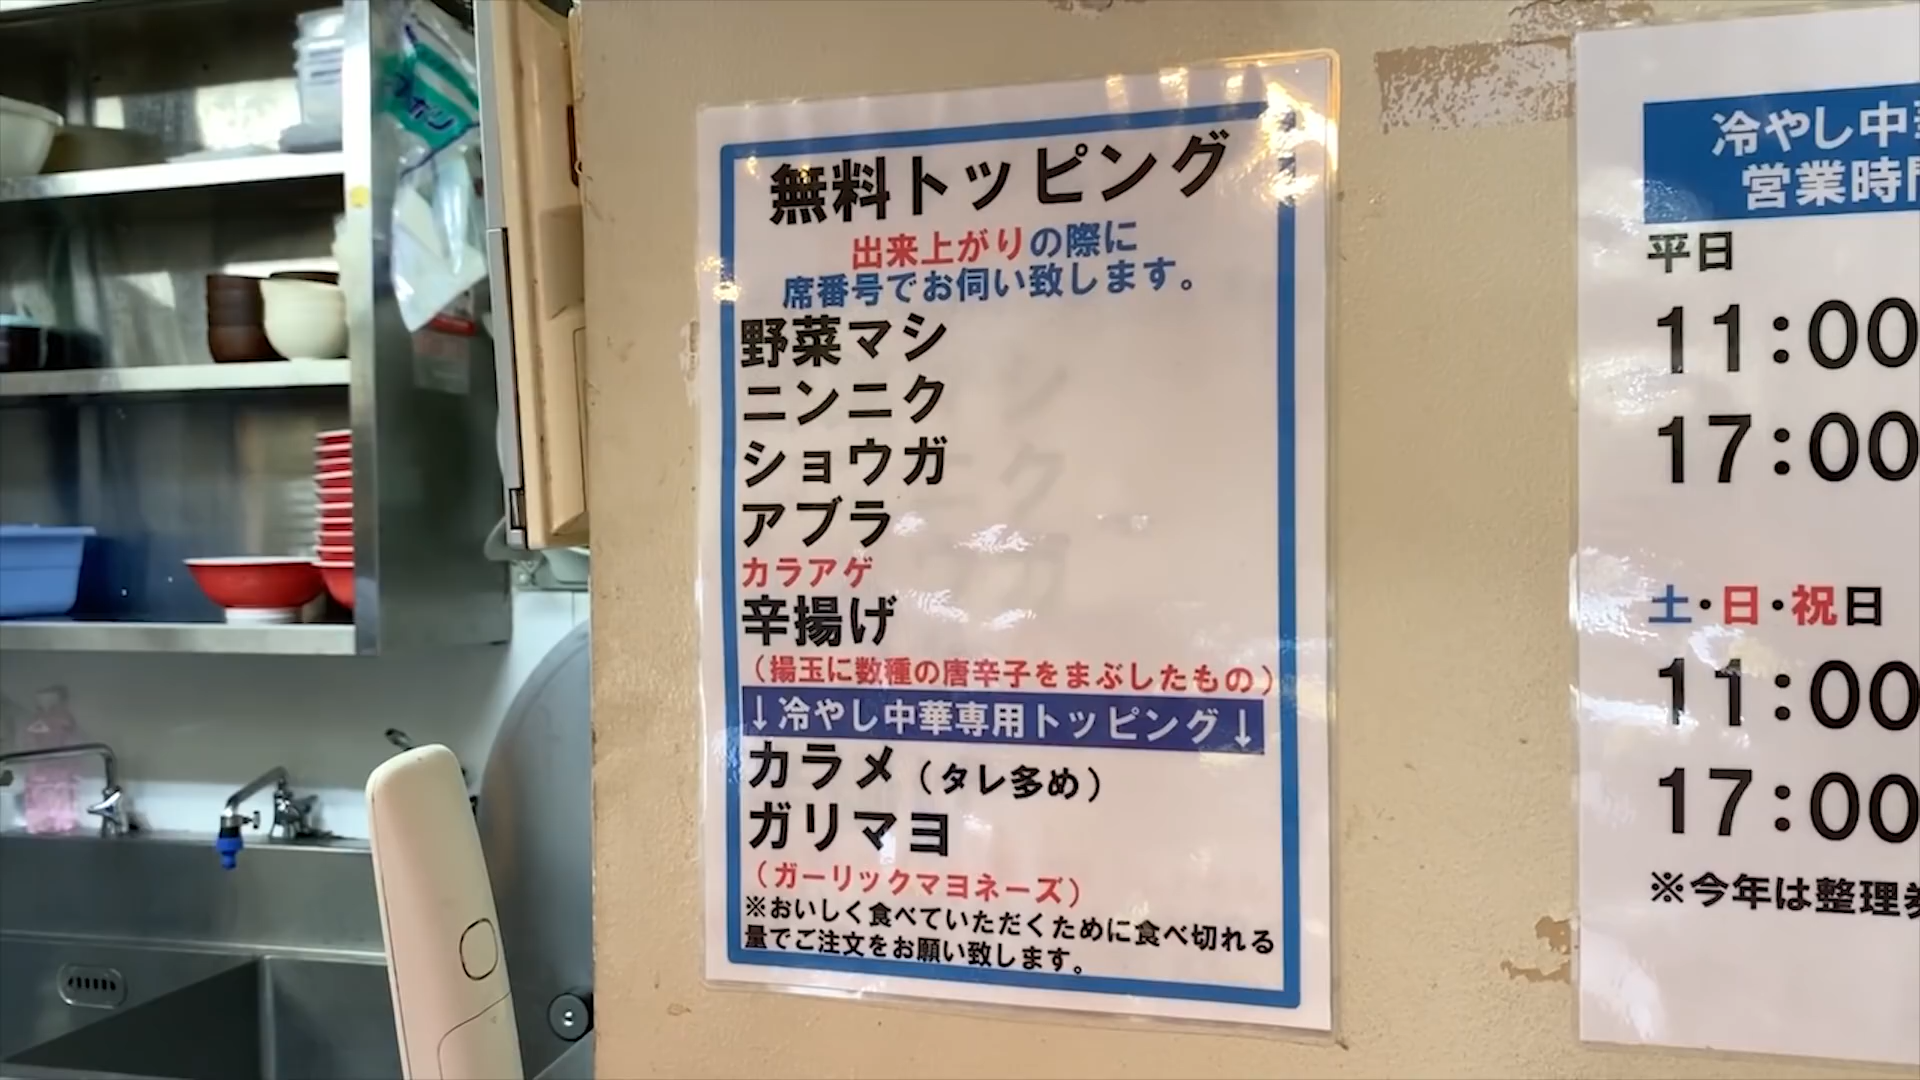 無料トッピング
出来上がりの際に
席番号でお伺い致します。
野菜マシ
ニンニク
ショウガ
アブラ
カラアゲ
辛揚げ
(揚玉に数種の唐辛子をまぶしたもの)
↓冷やし中華専用トッピング↓
カラメ(タレ多め)
ガリマヨ
(ガーリックマヨネーズ)
※おいしく食べていただくために食べ切れる
量でご注文をお願い致します。
冷やし中
営業時
平日
11:00
17:00
土・日・祝日
11:00
17:00
※今年は整理